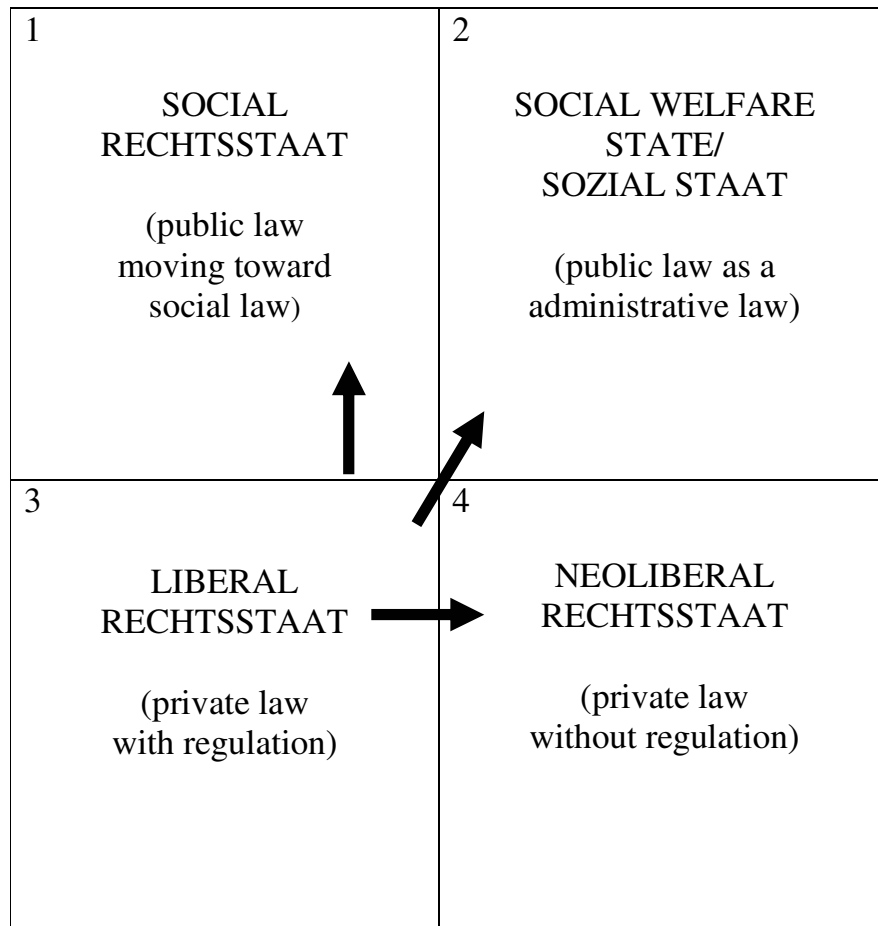 1
SOCIAL
RECHTSSTAAT
(public law
moving toward
social law)
2
SOCIAL WELFARE
STATE/
SOZIAL STAAT
(public law as a
administrative law)
3
LIBERAL
RECHTSSTAAT
(private law
with regulation)
4
NEOLIBERAL
RECHTSSTAAT
(private law
without regulation)